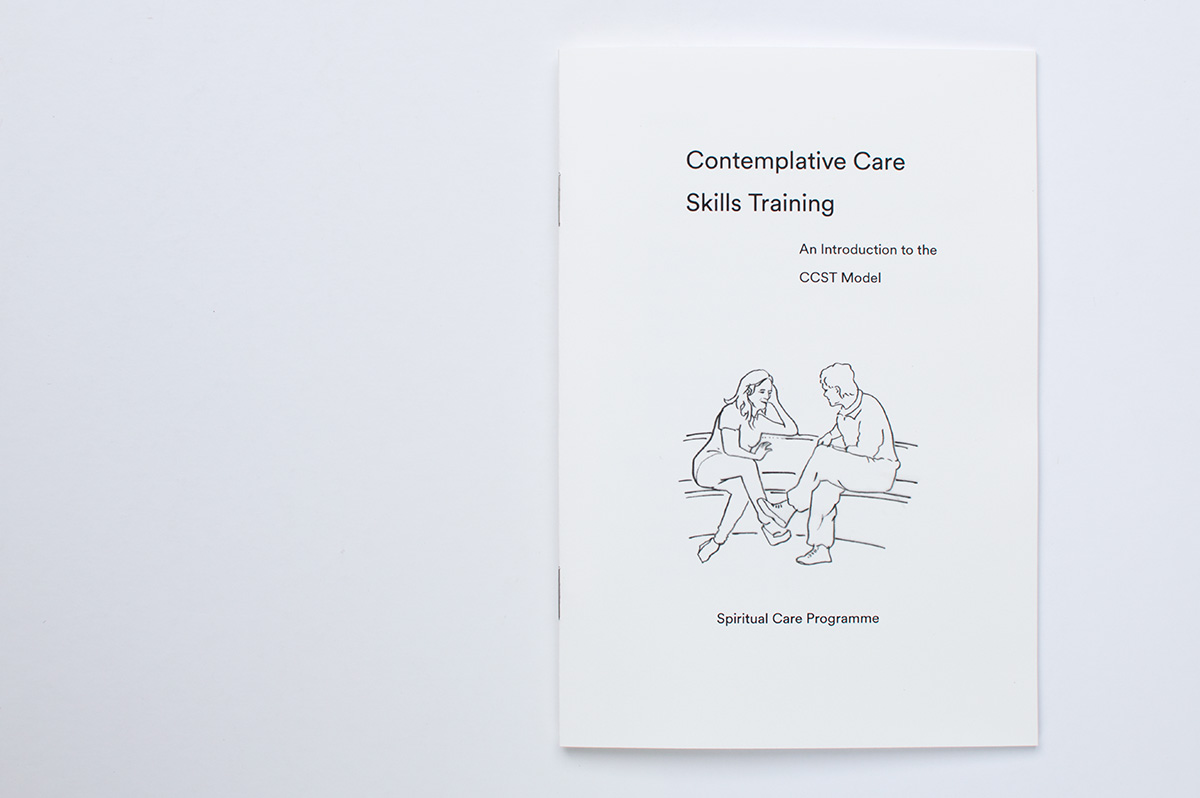 Contemplative Care
Skills Training
An Introduction to the
CCST Model
Spiritual Care Programme